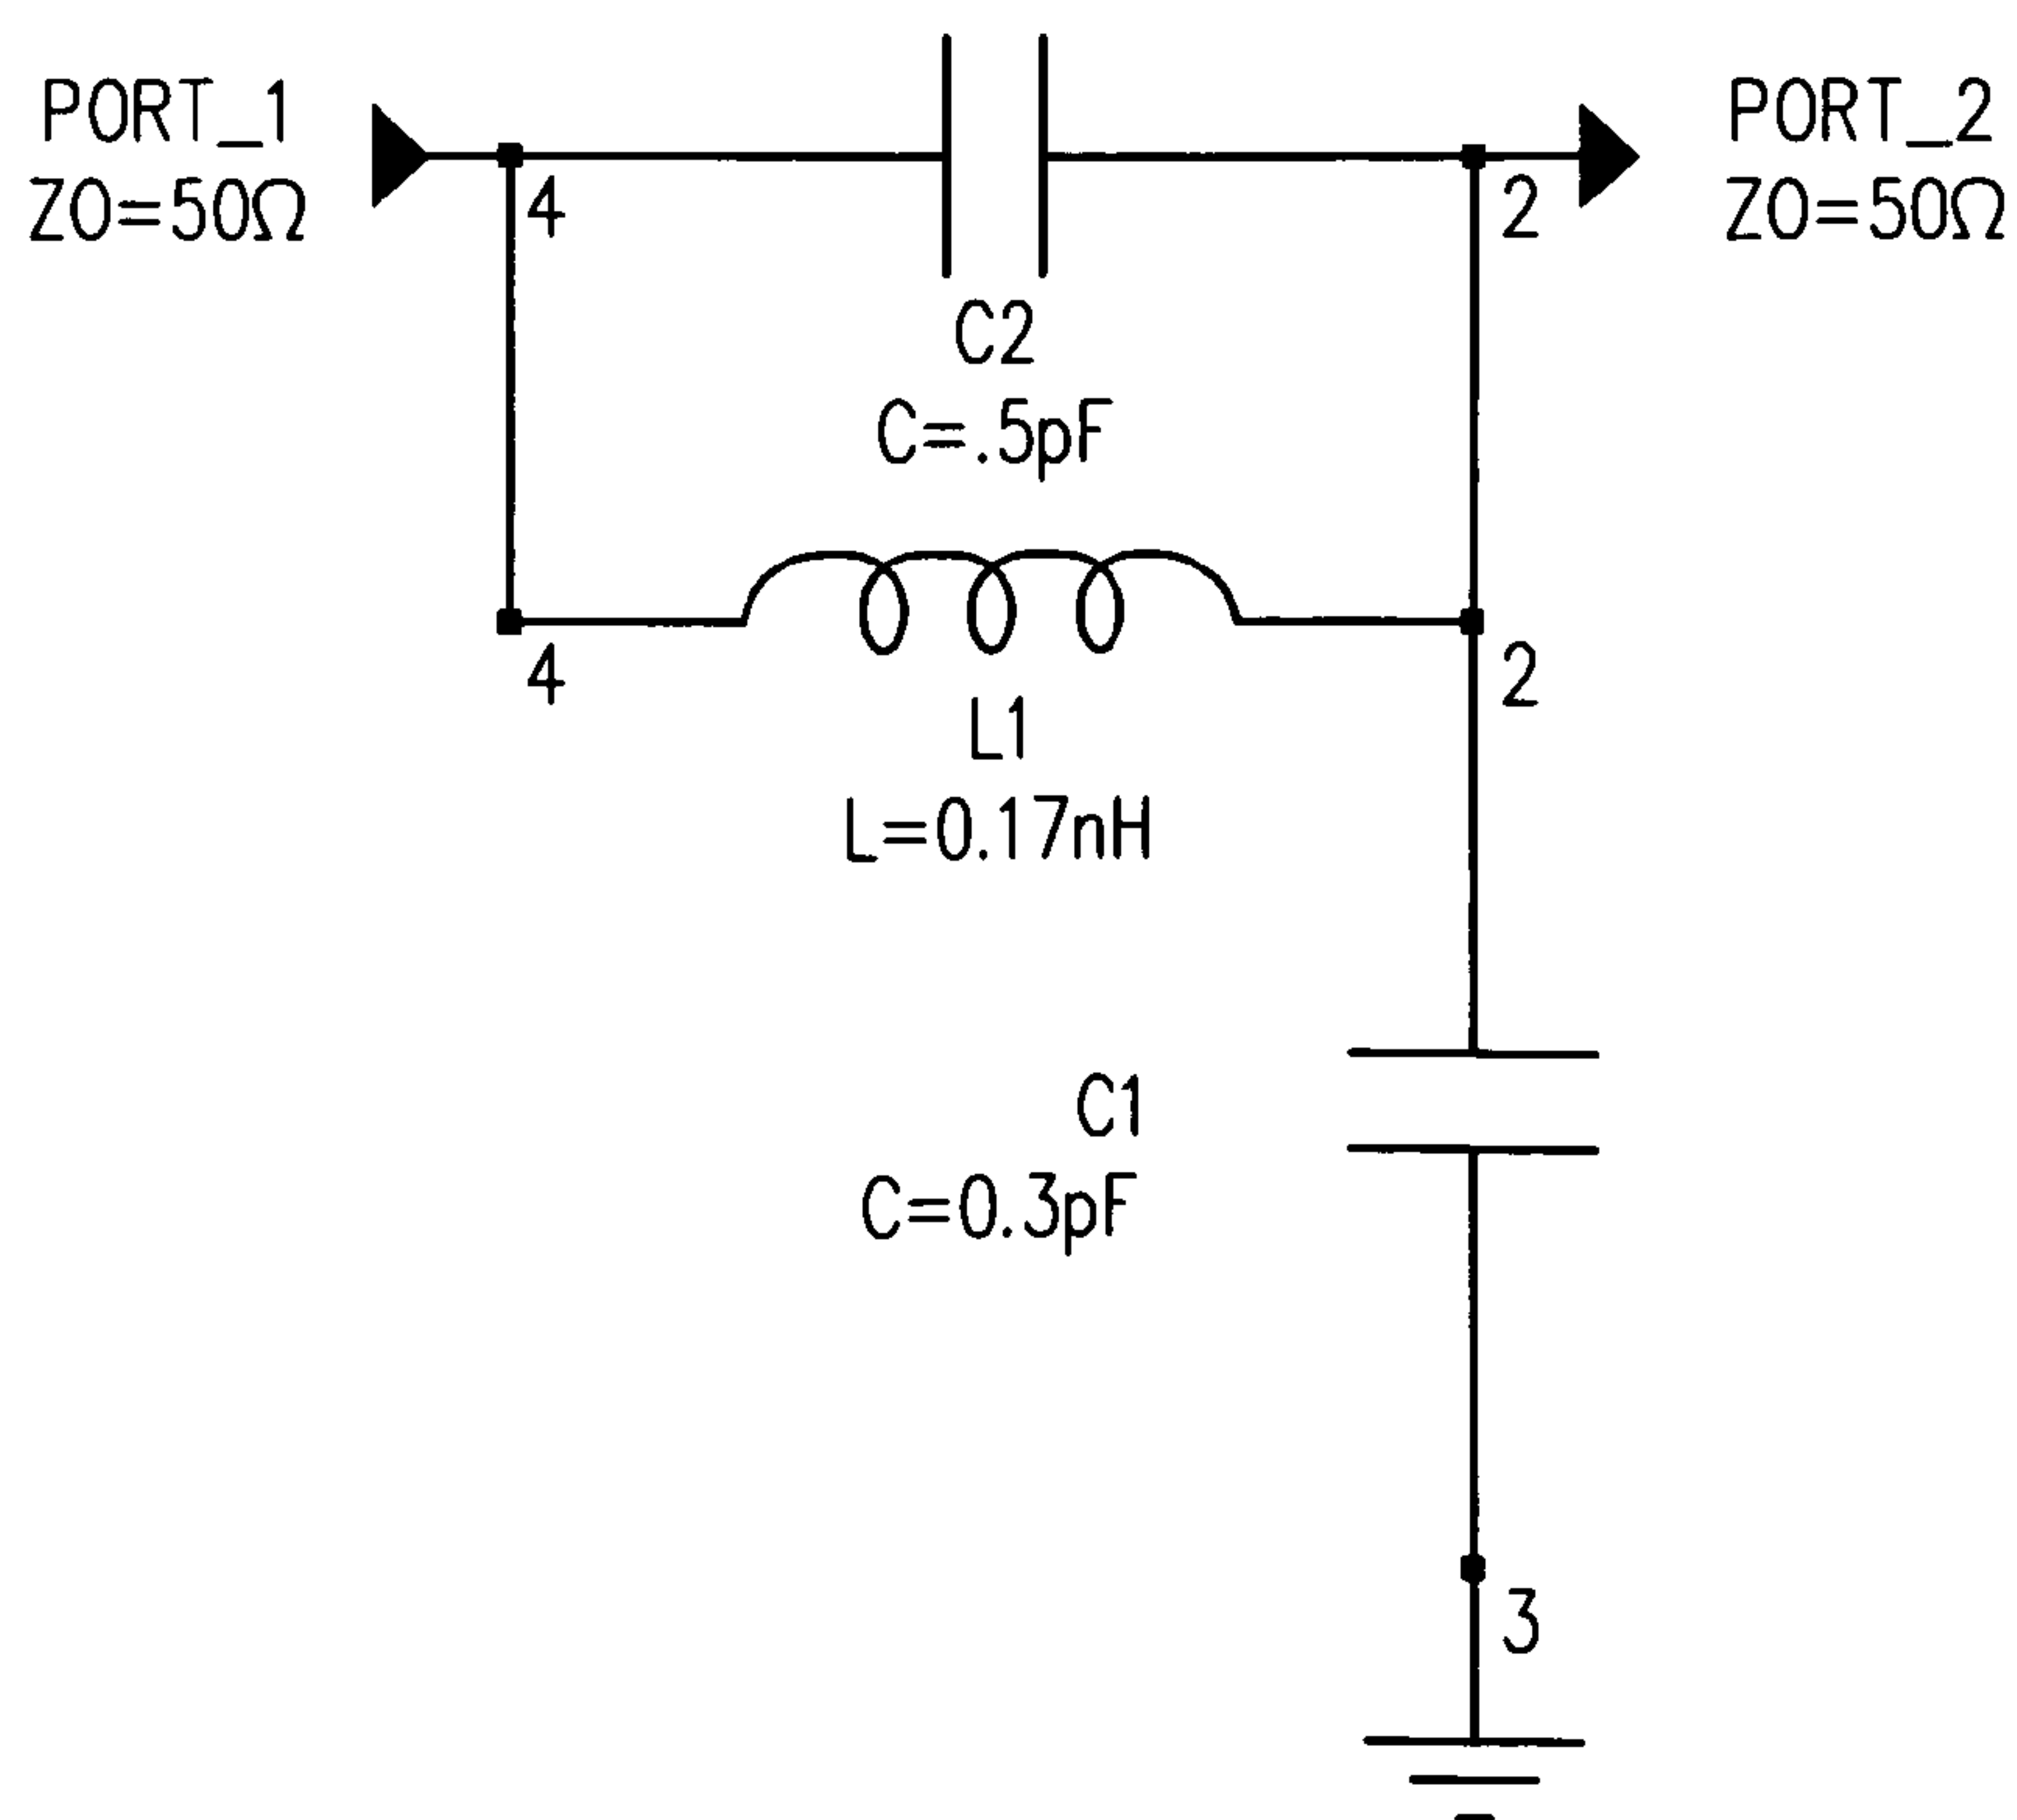 PORT_1
ZO=50Ω
PORT_2
ZO=50Ω
4
2
C2
C=.5pF
4
2
L1
L=0.17nH
C1
C=0.3pF
3